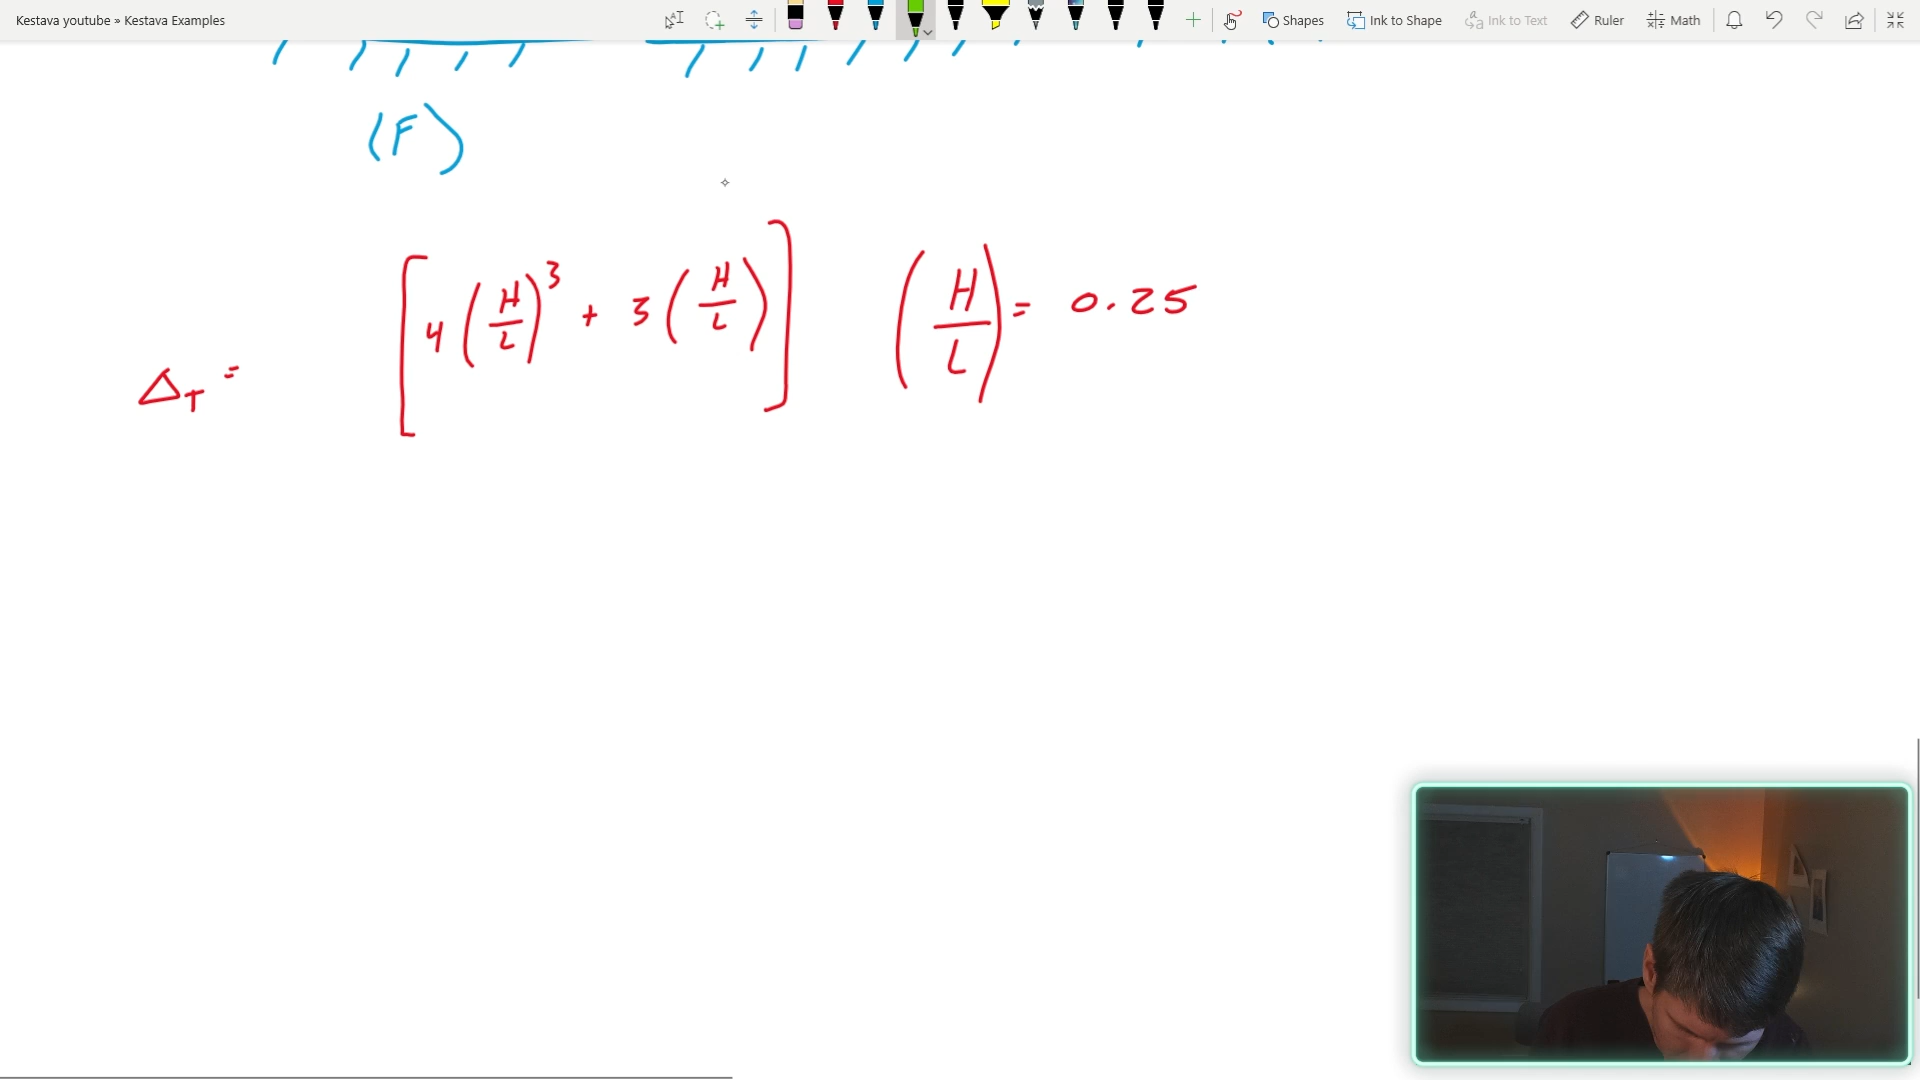 Kestava youtube » Kestava Examples Shapes Ink to Shape Ink to Text Ruler Math
(F)
Δ_T = [4(H/L)^3 + 3(H/L)] (H/L) = 0.25